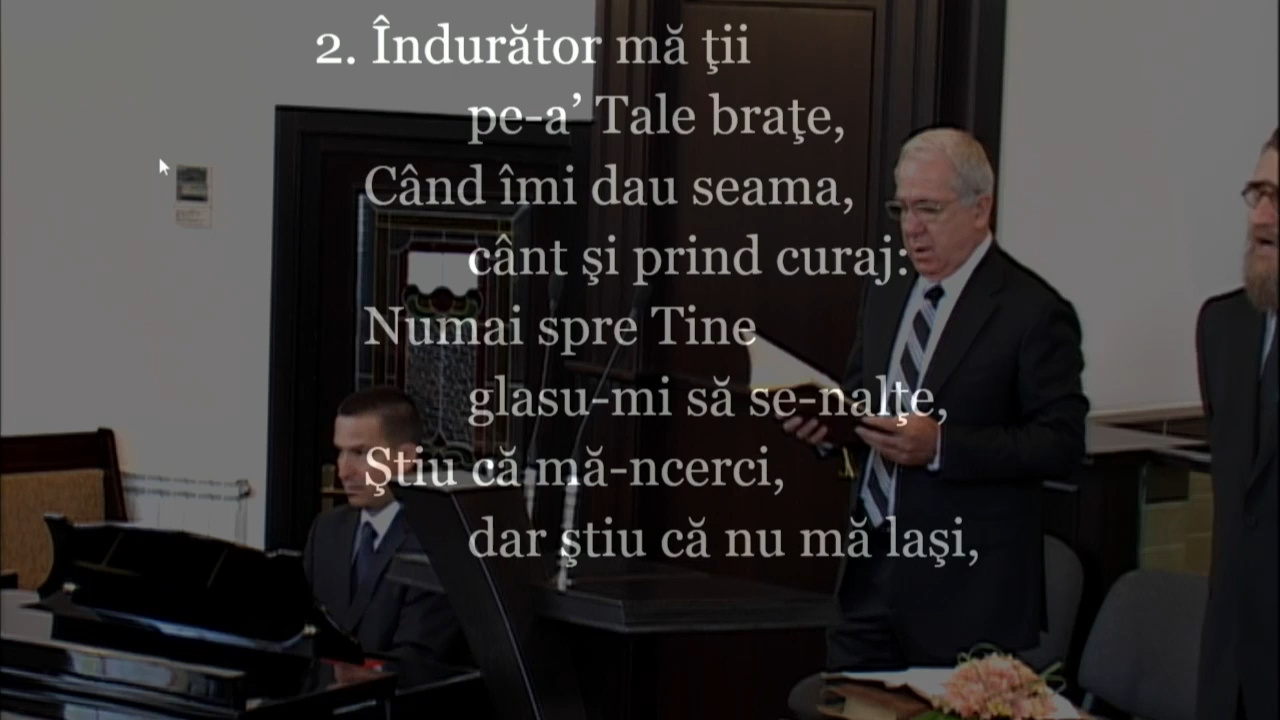 2. Îndurător mă ţii
pe-a’ Tale braţe,
Când îmi dau seama,
cânt şi prind curaj:
Numai spre Tine
glasu-mi să se-nalţe,
Ştiu că mă-ncerci,
dar ştiu că nu mă laşi,